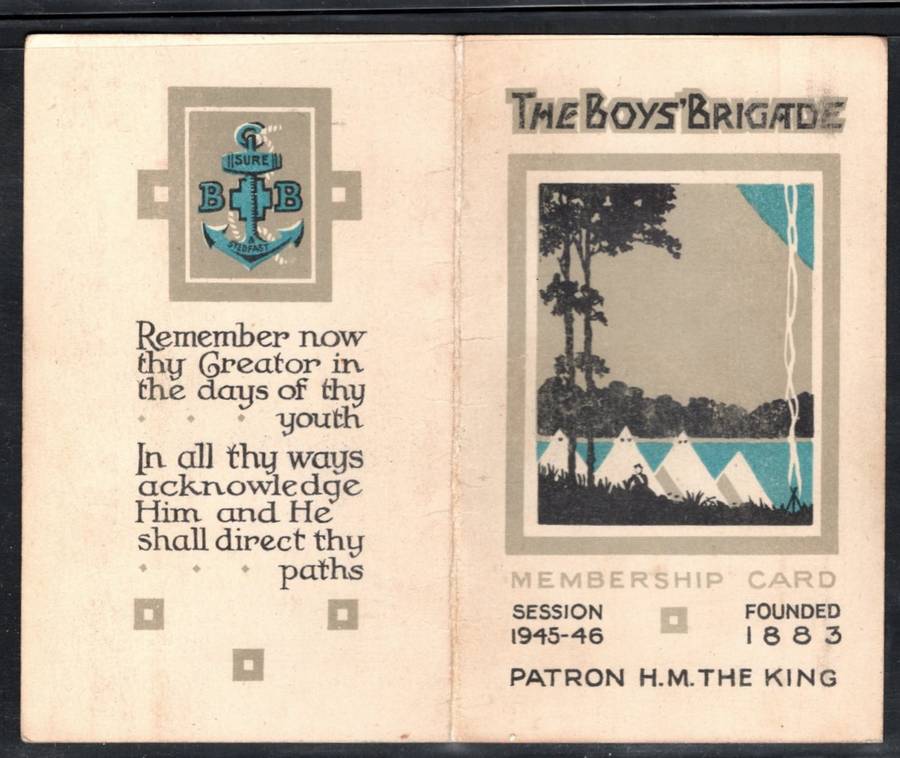 SURE
B B
STEDFAST
Remember now
thy Creator in
the days of thy
youth
In all thy ways
acknowledge
Him and He
shall direct thy
paths
THE BOYS' BRIGADE
MEMBERSHIP CARD
SESSION FOUNDED
1945-46 1883
PATRON H.M. THE KING